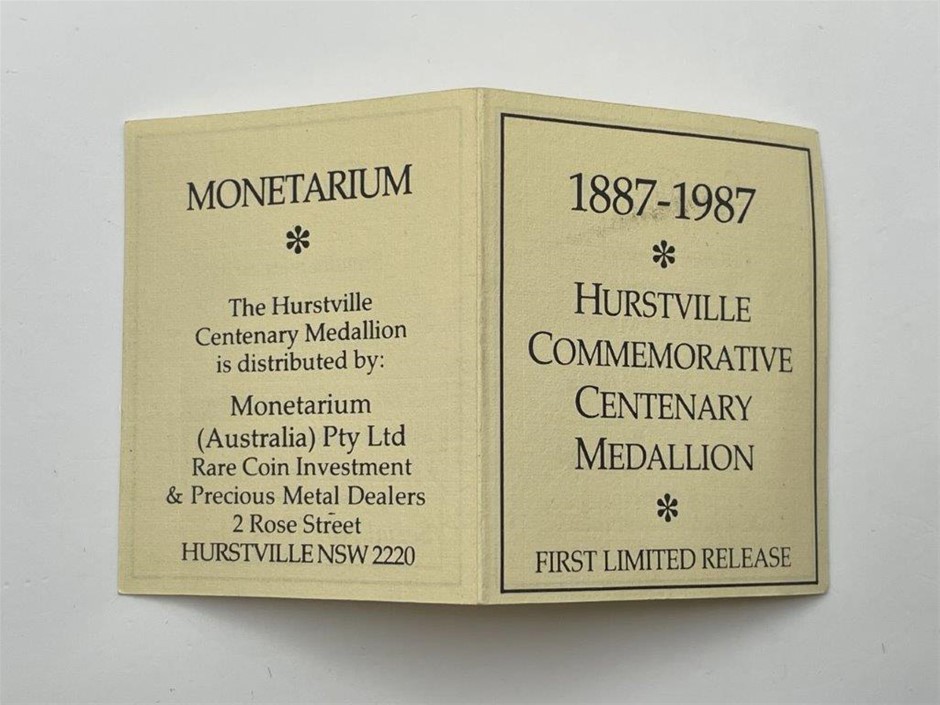 MONETARIUM
The Hurstville
Centenary Medallion
is distributed by:
Monetarium
(Australia) Pty Ltd
Rare Coin Investment
& Precious Metal Dealers
2 Rose Street
HURSTVILLE NSW 2220
1887-1987
HURSTVILLE
COMMEMORATIVE
CENTENARY
MEDALLION
FIRST LIMITED RELEASE